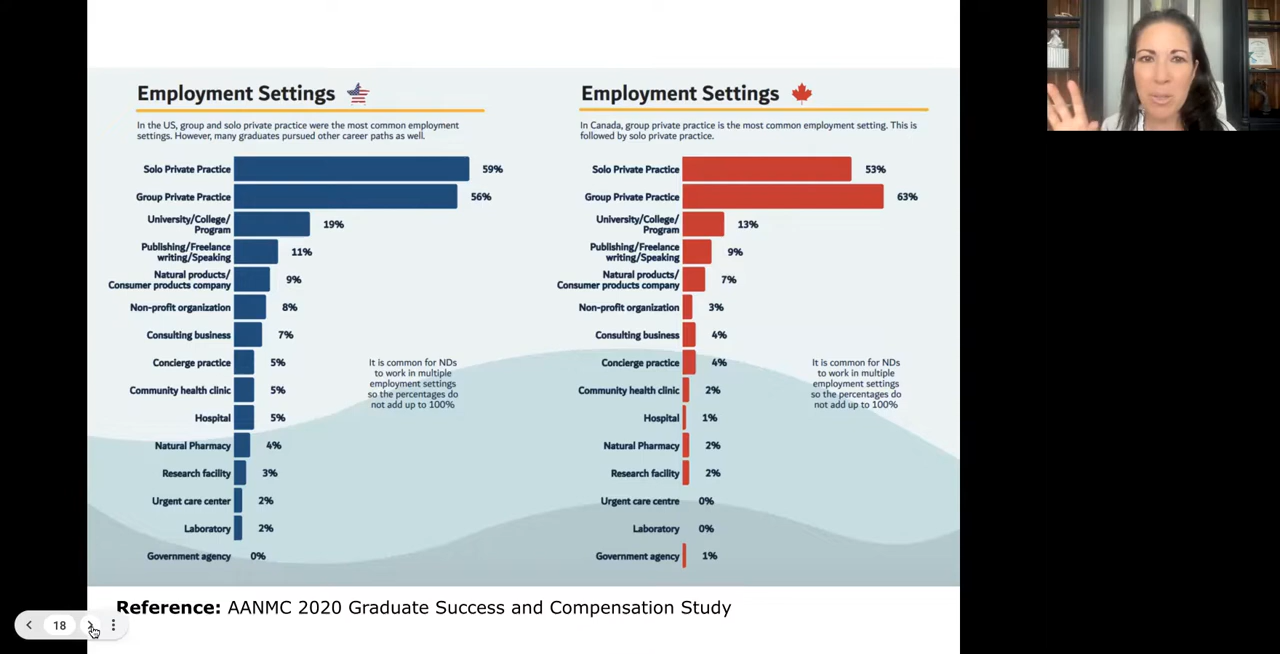 Employment Settings
In the US, group and solo private practice were the most common employment
settings. However, many graduates pursued other career paths as well.
Solo Private Practice 59%
Group Private Practice 56%
University/College/
Program 19%
Publishing/Freelance
writing/Speaking 11%
Natural products/
Consumer products company 9%
Non-profit organization 8%
Consulting business 7%
Concierge practice 5%
Community health clinic 5%
Hospital 5%
Natural Pharmacy 4%
Research facility 3%
Urgent care center 2%
Laboratory 2%
Government agency 0%
It is common for NDs
to work in multiple
employment settings
so the percentages do
not add up to 100%
Employment Settings
In Canada, group private practice is the most common employment setting. This is
followed by solo private practice.
Solo Private Practice 53%
Group Private Practice 63%
University/College/
Program 13%
Publishing/Freelance
writing/Speaking 9%
Natural products/
Consumer products company 7%
Non-profit organization 3%
Consulting business 4%
Concierge practice 4%
Community health clinic 2%
Hospital 1%
Natural Pharmacy 2%
Research facility 2%
Urgent care centre 0%
Laboratory 0%
Government agency 1%
It is common for NDs
to work in multiple
employment settings
so the percentages do
not add up to 100%
Reference: AANMC 2020 Graduate Success and Compensation Study
18